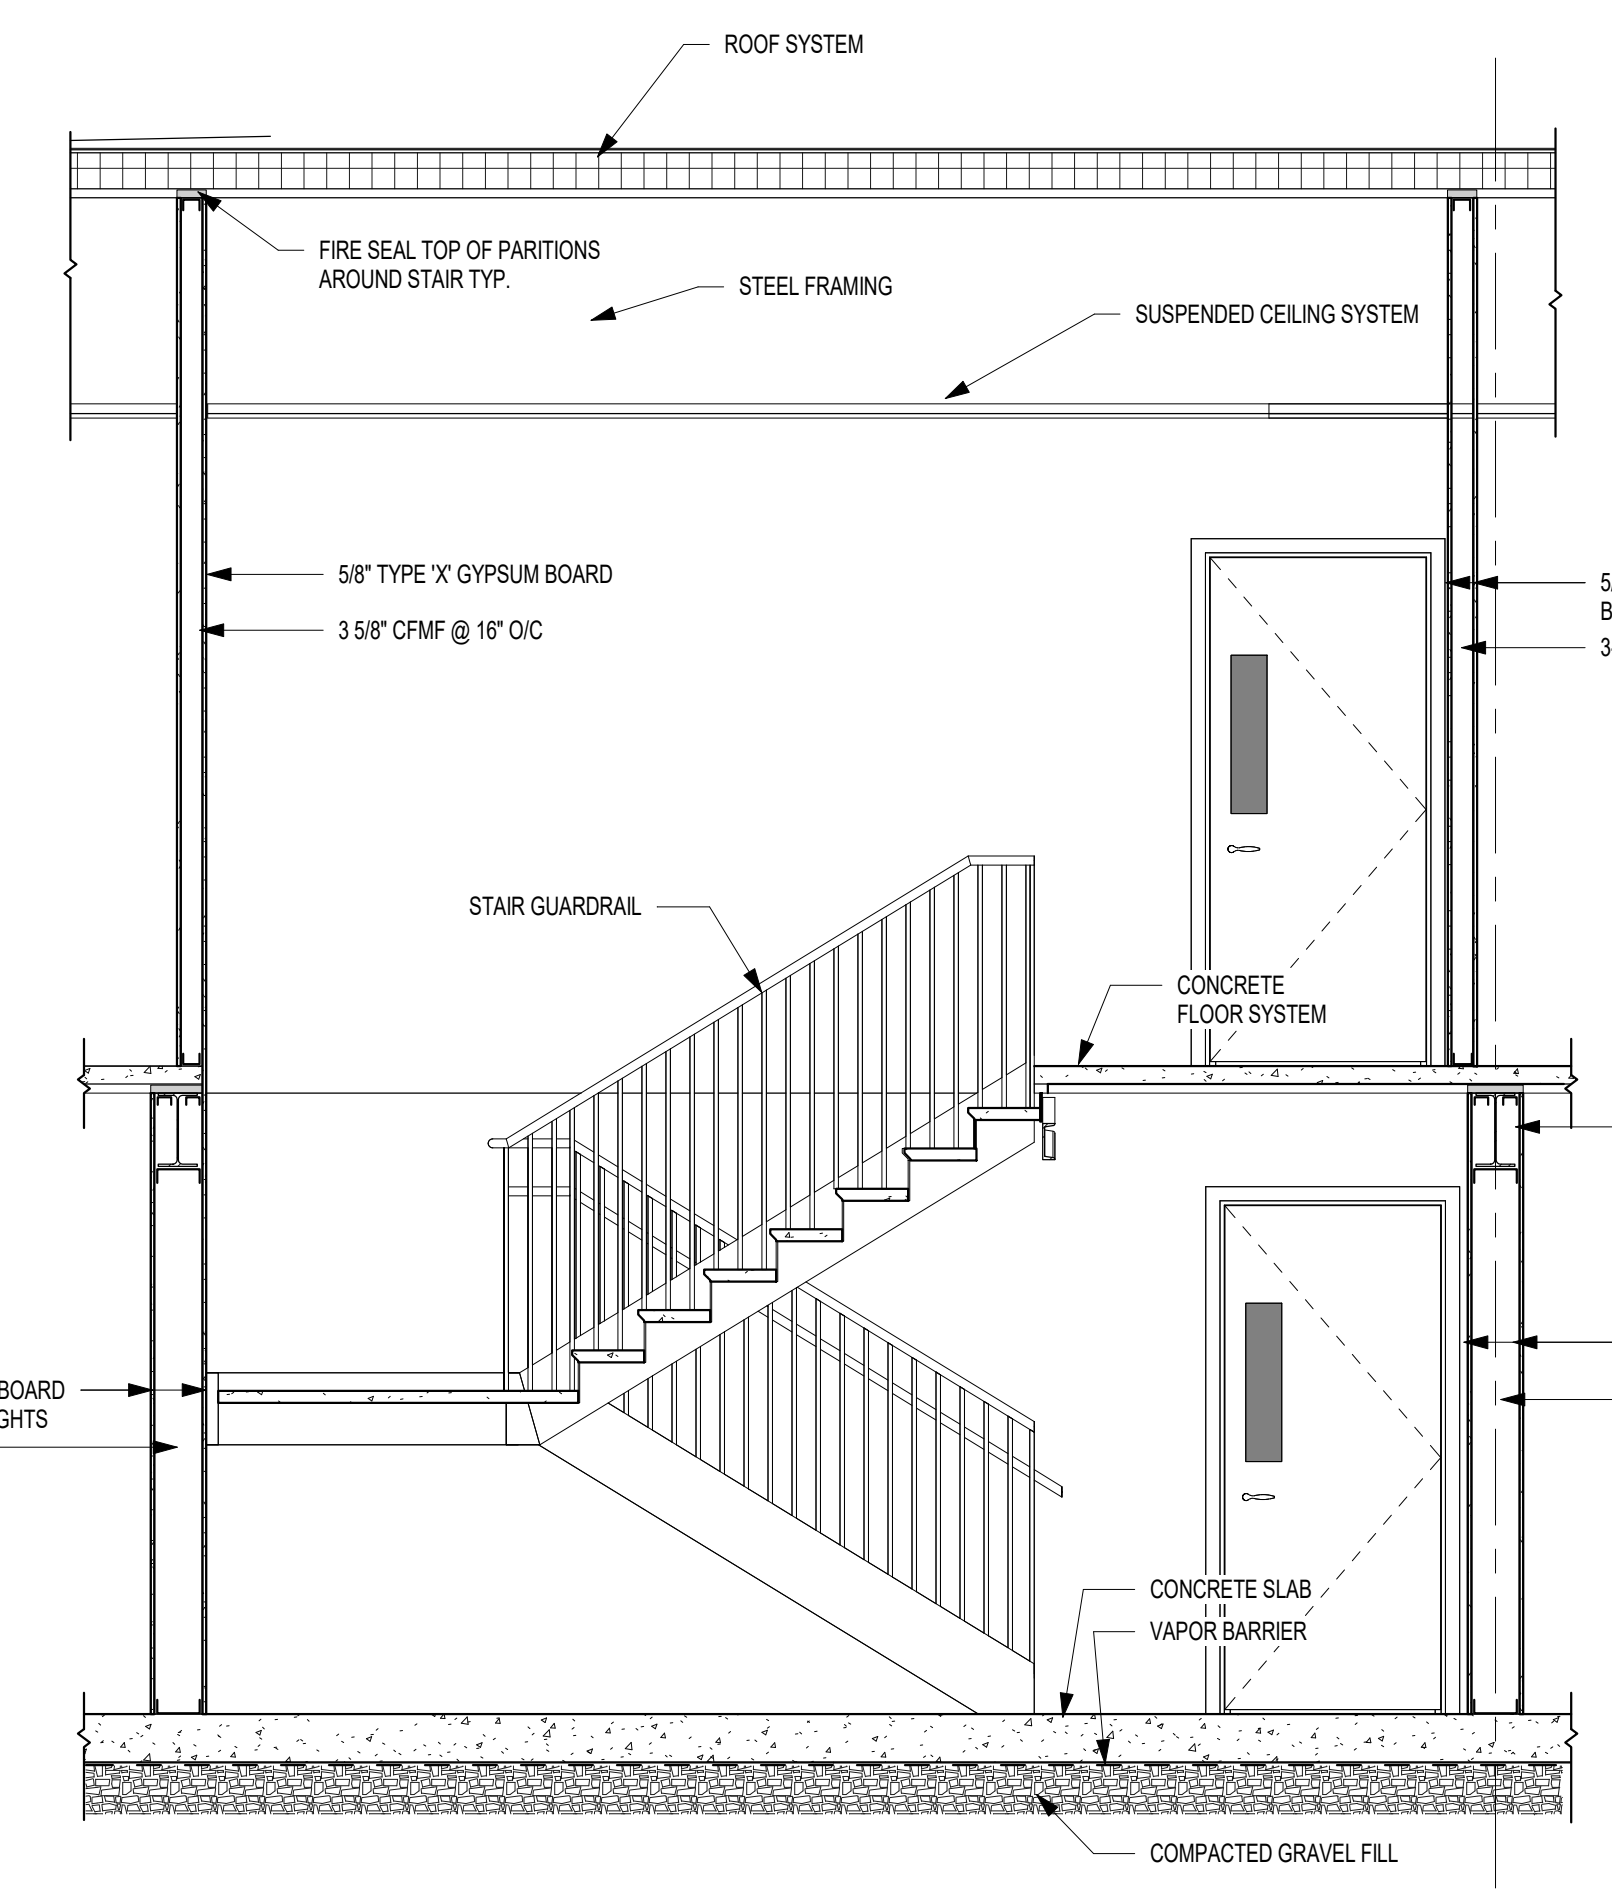 ROOF SYSTEM
FIRE SEAL TOP OF PARITIONS
AROUND STAIR TYP.
STEEL FRAMING
SUSPENDED CEILING SYSTEM
5/8" TYPE 'X' GYPSUM BOARD
3 5/8" CFMF @ 16" O/C
STAIR GUARDRAIL
CONCRETE
FLOOR SYSTEM
BOARD
CONCRETE SLAB
VAPOR BARRIER
COMPACTED GRAVEL FILL